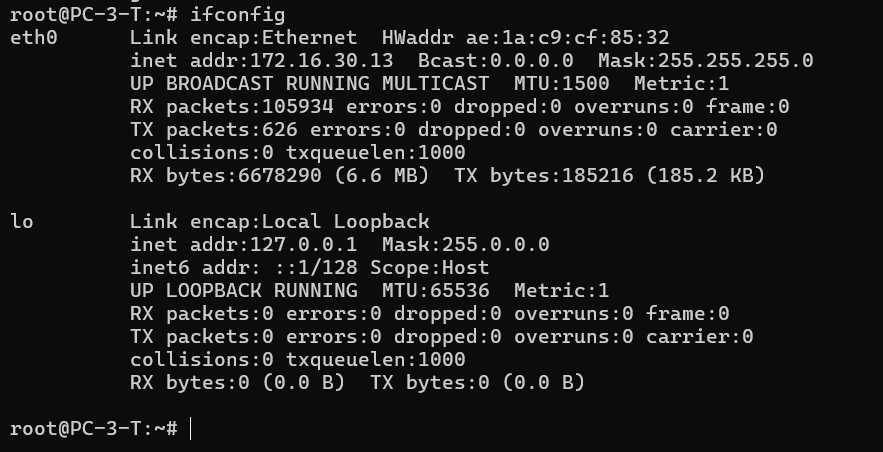 root@PC-3-T:~# ifconfig
eth0      Link encap:Ethernet  HWaddr ae:1a:c9:cf:85:32
          inet addr:172.16.30.13  Bcast:0.0.0.0  Mask:255.255.255.0
          UP BROADCAST RUNNING MULTICAST  MTU:1500  Metric:1
          RX packets:105934 errors:0 dropped:0 overruns:0 frame:0
          TX packets:626 errors:0 dropped:0 overruns:0 carrier:0
          collisions:0 txqueuelen:1000
          RX bytes:6678290 (6.6 MB)  TX bytes:185216 (185.2 KB)

lo        Link encap:Local Loopback
          inet addr:127.0.0.1  Mask:255.0.0.0
          inet6 addr: ::1/128 Scope:Host
          UP LOOPBACK RUNNING  MTU:65536  Metric:1
          RX packets:0 errors:0 dropped:0 overruns:0 frame:0
          TX packets:0 errors:0 dropped:0 overruns:0 carrier:0
          collisions:0 txqueuelen:1000
          RX bytes:0 (0.0 B)  TX bytes:0 (0.0 B)

root@PC-3-T:~#